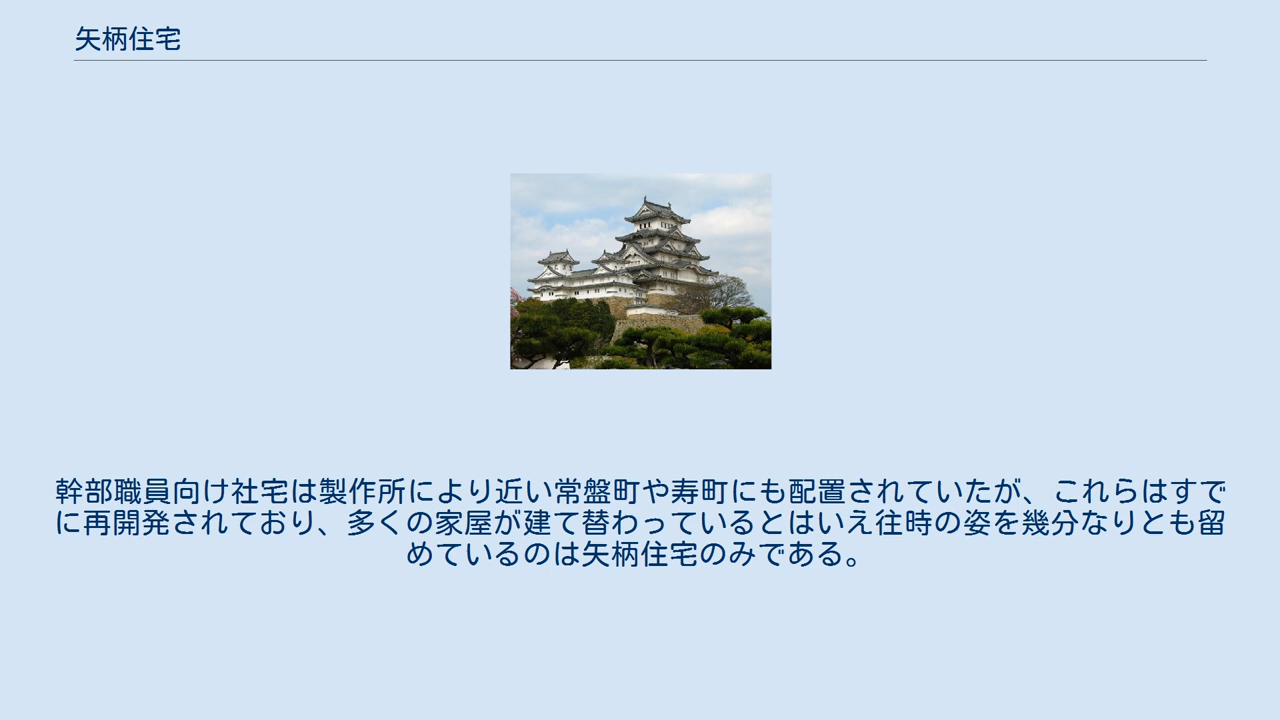 矢柄住宅
幹部職員向け社宅は製作所により近い常盤町や寿町にも配置されていたが、これらはすで
に再開発されており、多くの家屋が建て替わっているとはいえ往時の姿を幾分なりとも留
めているのは矢柄住宅のみである。